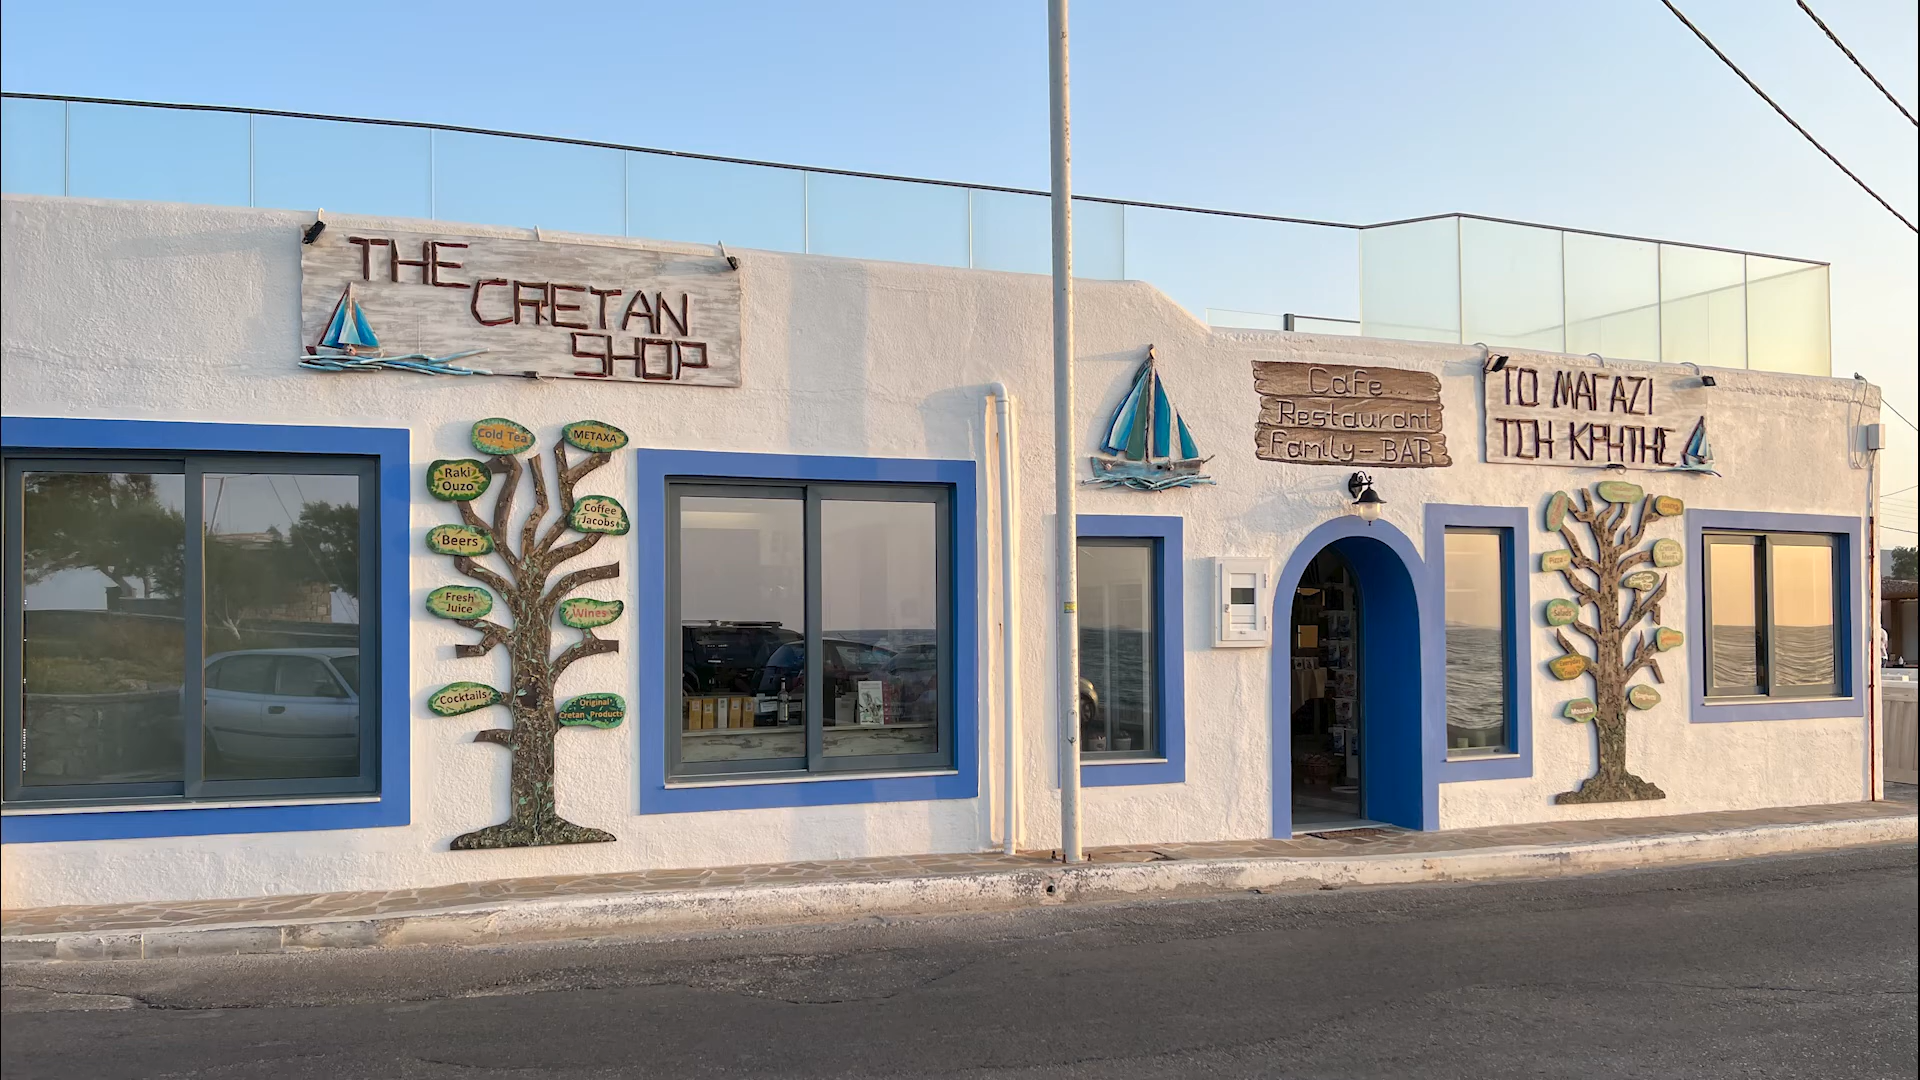 THE
CRETAN
SHOP
Cold Tea
METAXA
Raki
Ouzo
Coffee
Jacobs
Beers
Fresh
Juice
Wines
Cocktails
Original
Cretan Products
Cafe...
Restaurant
Family-BAR
ΤΟ ΜΑΓΑΖΙ
ΤΣΗ ΚΡΗΤΗΣ